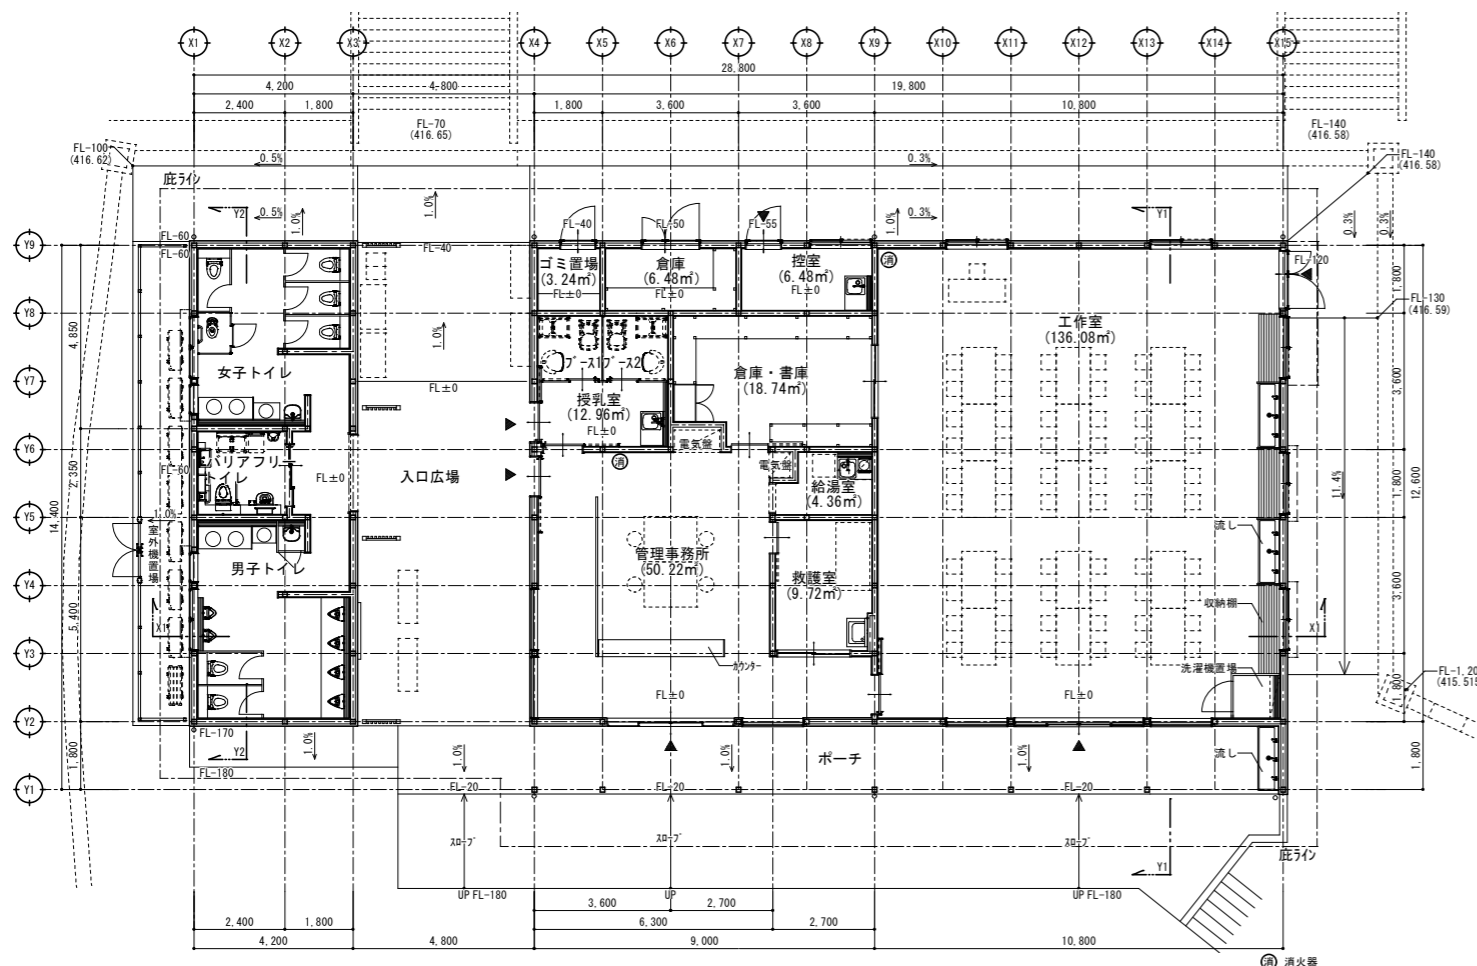 X1 X2 X3 X4 X5 X6 X7 X8 X9 X10 X11 X12 X13 X14 X15
28,800
4,200 4,800 19,800
2,400 1,800 1,800 3,600 3,600 10,800
FL-70
(416.65)
FL-140
(416.58)
FL-100
(416.62)
0.5% 0.3%
FL-140
(416.58)
庇ライン
Y2 0.5% 1.0% 1.0% FL-40 FL-50 FL-55 1.0% 0.3% Y1 0.3% 0.3%
FL-60
Y9
FL-60
FL-40
ゴミ置場
(3.24㎡)
FL±0
倉庫
(6.48㎡)
FL±0
控室
(6.48㎡)
FL±0
消
FL-120
1,800
FL-130
(416.59)
Y8
4,850
1.0%
工作室
(136.08㎡)
ブース1 ブース2
女子トイレ
倉庫・書庫
(18.74㎡)
Y7
FL±0
3,600
授乳室
(12.96㎡)
FL±0
電気盤
Y6
消
FL-60
バリアフリー
トイレ
FL±0
入口広場
電気盤
給湯室
(4.36㎡)
2,350
11.4%
1,800
12,600
Y5
14,400
1.0%
室外機置場
流し
男子トイレ
管理事務所
(50.22㎡)
救護室
(9.72㎡)
Y4
3,600
収納棚
5,400
X1
X1
Y3
カウンター
洗濯機置場
FL-1,20
(415.515
FL±0
FL±0
1,800
Y2
FL-170
Y2
1.0%
1.0%
1.0%
ポーチ
1.0%
流し
1,800
1,800
FL-180
FL-20 FL-20 FL-20
Y1
スロープ スロープ スロープ
Y1
庇ライン
UP FL-180 UP UP FL-180
3,600 2,700
2,400 1,800 6,300 2,700
4,200 4,800 9,000 10,800
消 消火器